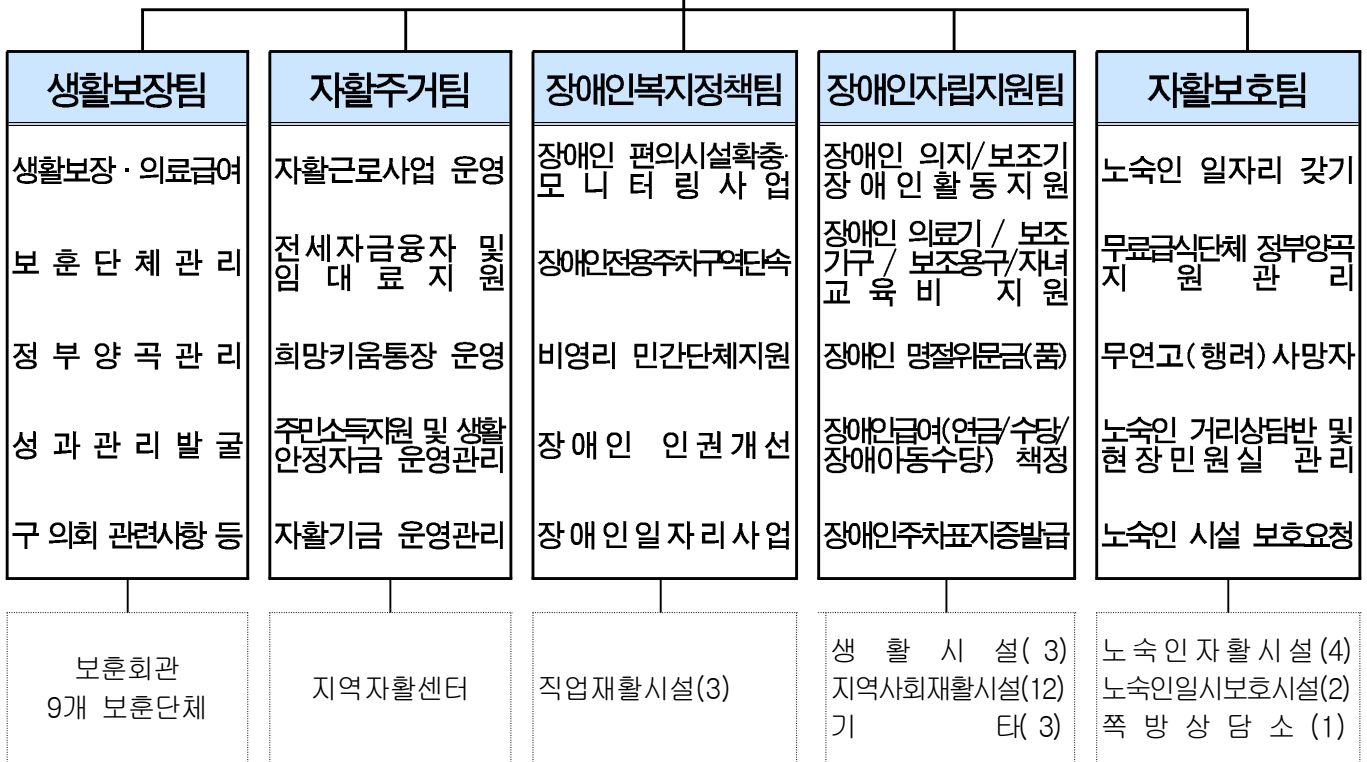 생활보장팀
생활보장 · 의료급여
보훈단체관리
정부양곡관리
성과관리발굴
구 의회 관련사항 등
보훈회관
9개 보훈단체
자활주거팀
자활근로사업 운영
전세자금융자 및
임대료지원
희망키움통장 운영
주민소득지원 및 생활
안정자금 운영관리
자활기금 운영관리
지역자활센터
장애인복지정책팀
장애인 편의시설확충·
모니터링사업
장애인전용주차구역단속
비영리 민간단체지원
장애인 인권개선
장애인일자리사업
직업재활시설(3)
장애인자립지원팀
장애인 의지/보조기
장애인활동지원
장애인 의료기 / 보조
기구 / 보조용구/자녀
교육비 지원
장애인 명절위문금(품)
장애인급여(연금/수당/
장애아동수당) 책정
장애인주차표지증발급
생활시설( 3)
지역사회재활시설(12)
기 타( 3)
자활보호팀
노숙인 일자리 갖기
무료급식단체 정부양곡
지원관리
무연고(행려)사망자
노숙인 거리상담반 및
현장민원실 관리
노숙인 시설 보호요청
노숙인자활시설(4)
노숙인일시보호시설(2)
쪽방상담소 (1)